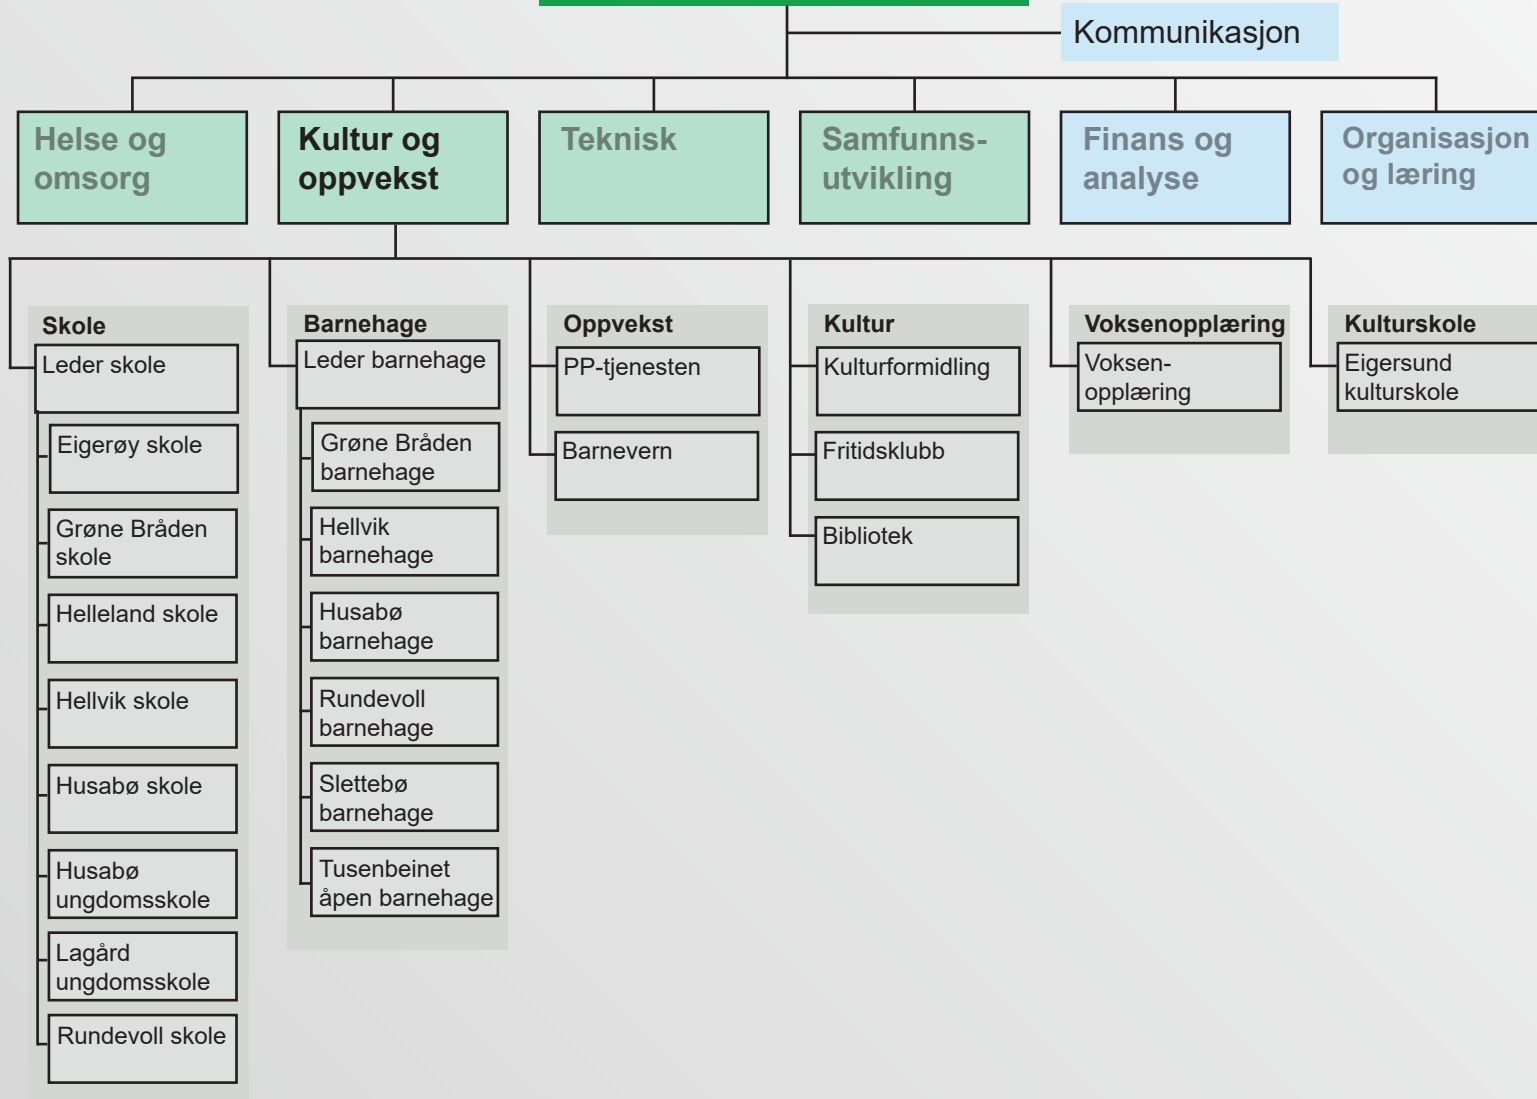 Kommunikasjon
Helse og
omsorg
Kultur og
oppvekst
Teknisk
Samfunns-
utvikling
Finans og
analyse
Organisasjon
og læring
Skole
Leder skole
Eigerøy skole
Grøne Bråden
skole
Helleland skole
Hellvik skole
Husabø skole
Husabø
ungdomsskole
Lagård
ungdomsskole
Rundevoll skole
Barnehage
Leder barnehage
Grøne Bråden
barnehage
Hellvik
barnehage
Husabø
barnehage
Rundevoll
barnehage
Slettebø
barnehage
Tusenbeinet
åpen barnehage
Oppvekst
PP-tjenesten
Barnevern
Kultur
Kulturformidling
Fritidsklubb
Bibliotek
Voksenopplæring
Voksen-
opplæring
Kulturskole
Eigersund
kulturskole